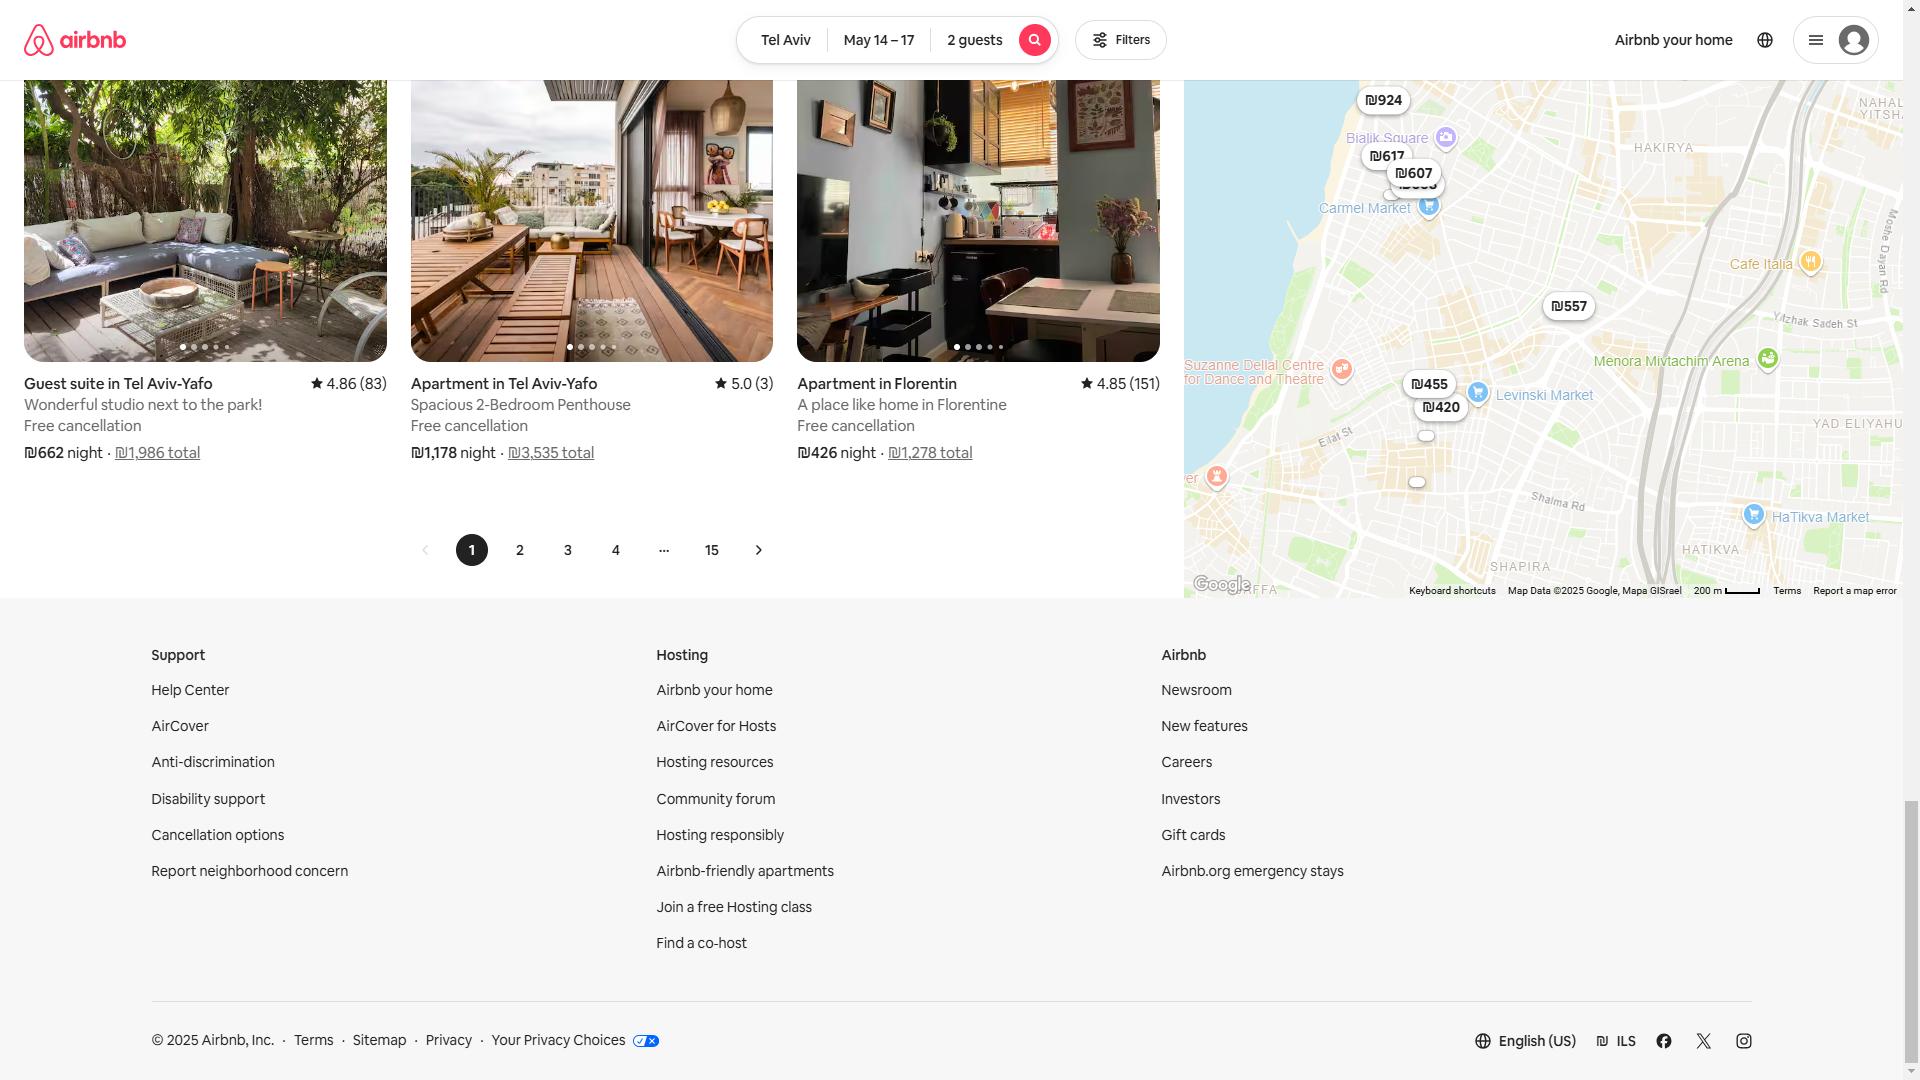 airbnb
Tel Aviv
May 14 – 17
2 guests
Filters
Airbnb your home
Guest suite in Tel Aviv-Yafo
4.86 (83)
Wonderful studio next to the park!
Free cancellation
₪662 night · ₪1,986 total
Apartment in Tel Aviv-Yafo
5.0 (3)
Spacious 2-Bedroom Penthouse
Free cancellation
₪1,178 night · ₪3,535 total
Apartment in Florentin
4.85 (151)
A place like home in Florentine
Free cancellation
₪426 night · ₪1,278 total
1
2
3
4
...
15
₪924
Bialik Square
₪617
₪607
Carmel Market
HAKIRYA
NAHAL
YITSHA
Moshe Dayan Rd
Cafe Italia
₪557
Yitzhak Sadeh St
Suzanne Dellal Centre
for Dance and Theatre
Menora Mivtachim Arena
₪455
₪420
Levinski Market
YAD ELIYAHU
Eilat St
er
Shalma Rd
HaTikva Market
HATIKVA
SHAPIRA
Google
AFFA
Keyboard shortcuts
Map Data ©2025 Google, Mapa GISrael
200 m
Terms
Report a map error
Support
Help Center
AirCover
Anti-discrimination
Disability support
Cancellation options
Report neighborhood concern
Hosting
Airbnb your home
AirCover for Hosts
Hosting resources
Community forum
Hosting responsibly
Airbnb-friendly apartments
Join a free Hosting class
Find a co-host
Airbnb
Newsroom
New features
Careers
Investors
Gift cards
Airbnb.org emergency stays
© 2025 Airbnb, Inc. · Terms · Sitemap · Privacy · Your Privacy Choices
English (US)
₪ ILS